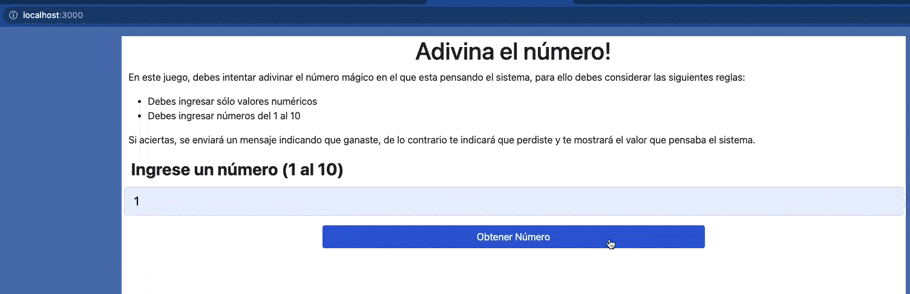 localhost:3000
Adivina el número!
En este juego, debes intentar adivinar el número mágico en el que esta pensando el sistema, para ello debes considerar las siguientes reglas:
• Debes ingresar sólo valores numéricos
• Debes ingresar números del 1 al 10
Si aciertas, se enviará un mensaje indicando que ganaste, de lo contrario te indicará que perdiste y te mostrará el valor que pensaba el sistema.
Ingrese un número (1 al 10)
1
Obtener Número